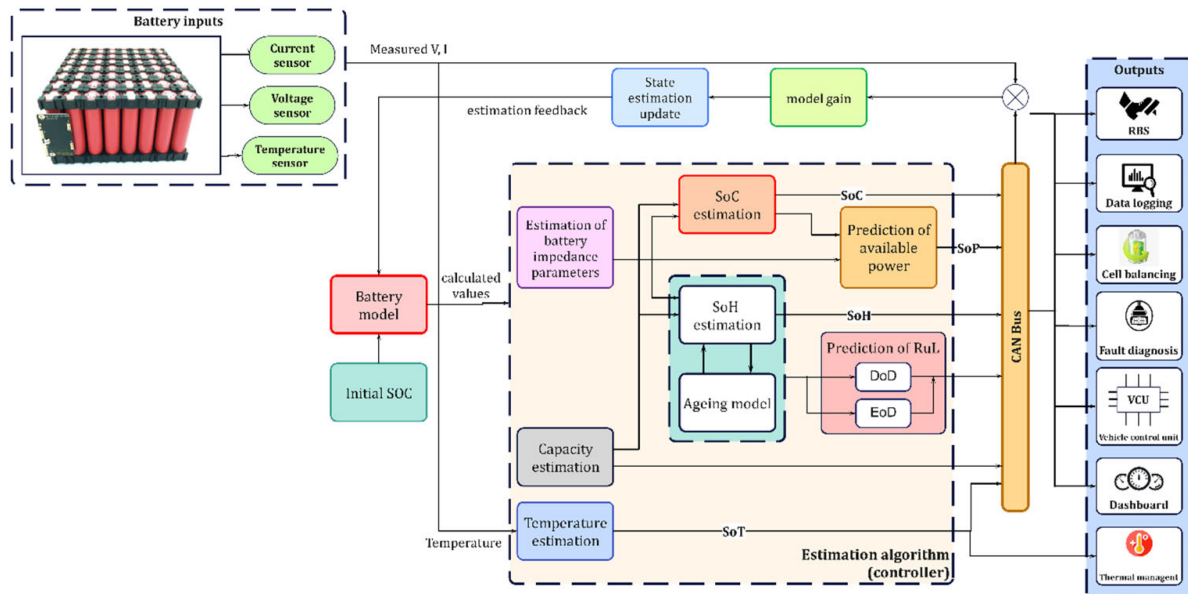 Battery inputs
Current
sensor
Voltage
sensor
Temperature
sensor
Measured V, I
estimation feedback
State
estimation
update
model gain
Outputs
RBS
Data logging
Cell balancing
Fault diagnosis
VCU
Vehicle control unit
Dashboard
Thermal managent
Battery
model
Initial SOC
calculated
values
Estimation of
battery
impedance
parameters
SoC
estimation
SoC
Prediction of
available
power
SoP
SoH
estimation
SoH
Ageing model
Prediction of RuL
DoD
EoD
Capacity
estimation
Temperature
Temperature
estimation
SoT
CAN Bus
Estimation algorithm
(controller)